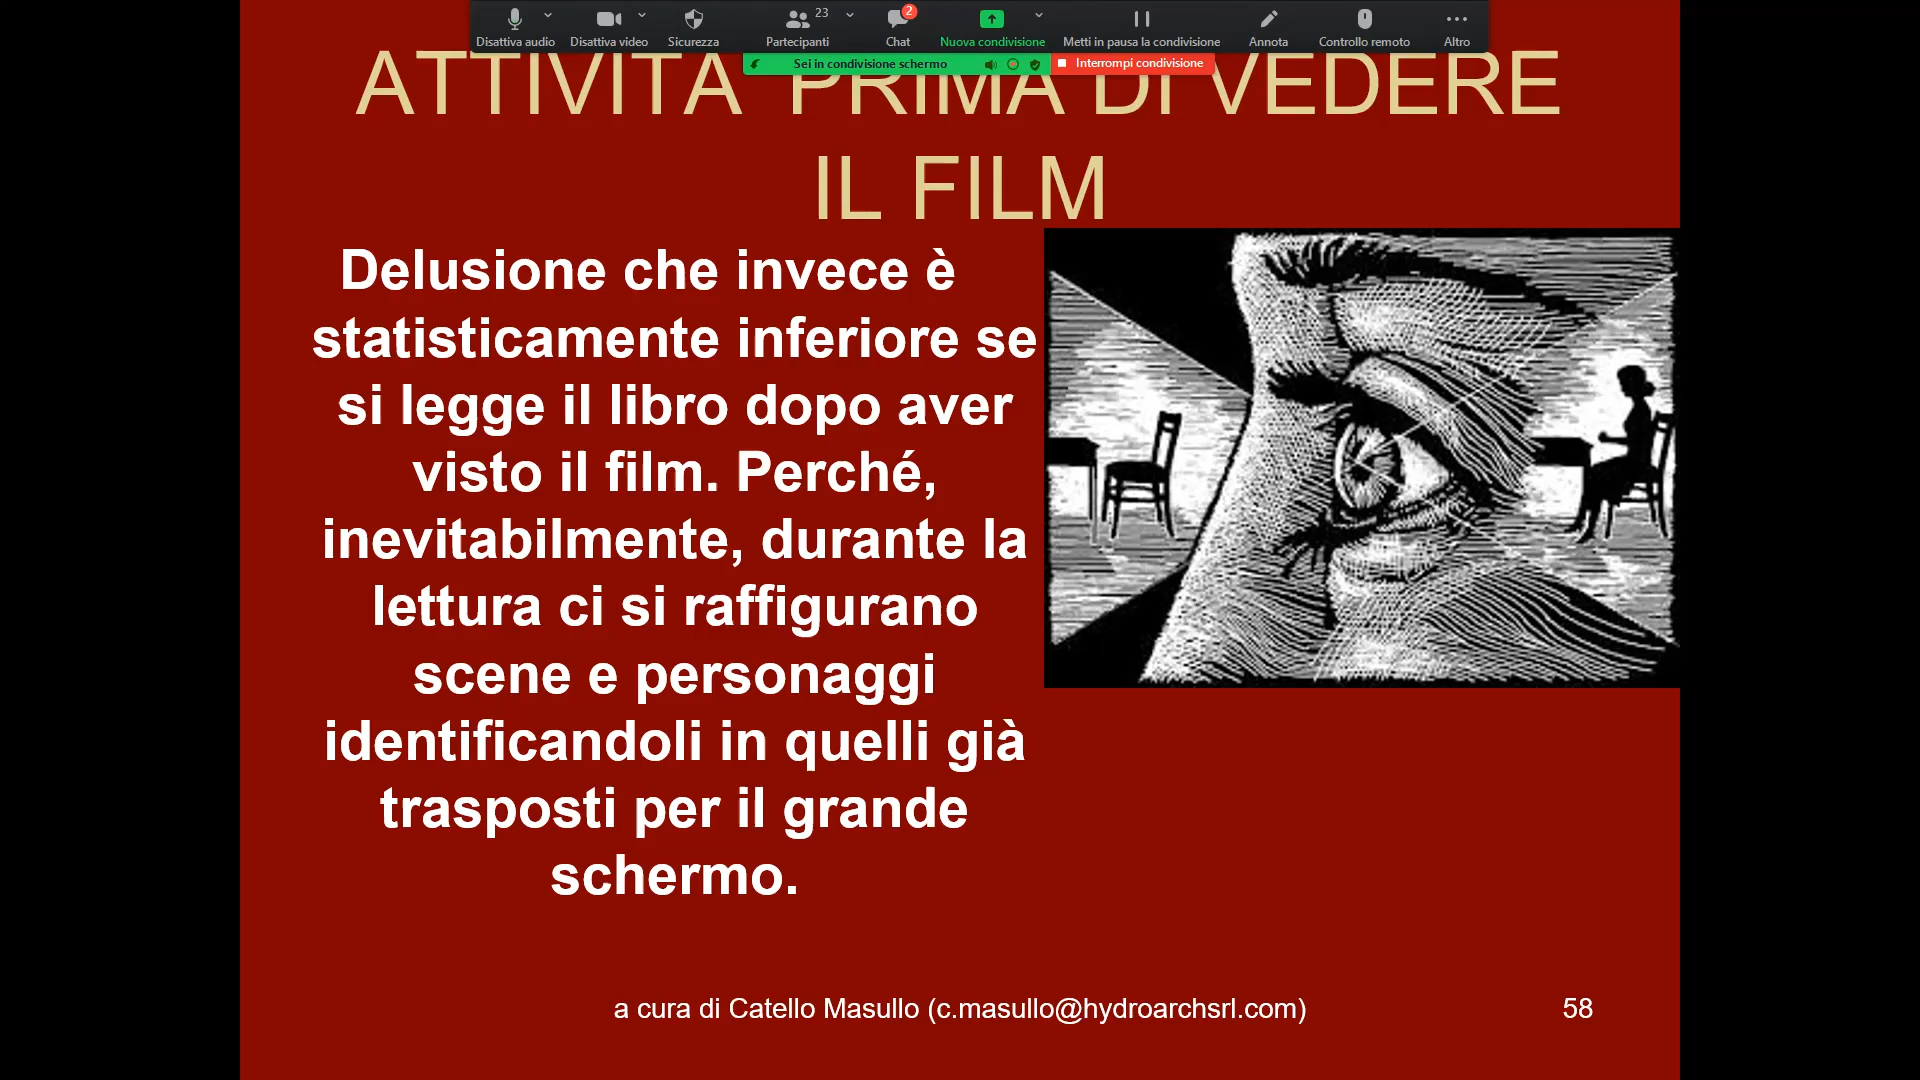 Disattiva audio
Disattiva video
Sicurezza
Partecipanti
23
Chat
2
Nuova condivisione
Metti in pausa la condivisione
Annota
Controllo remoto
Altro
Sei in condivisione schermo
Interrompi condivisione
ATTIVITA' PRIMA DI VEDERE
IL FILM
Delusione che invece è
statisticamente inferiore se
si legge il libro dopo aver
visto il film. Perché,
inevitabilmente, durante la
lettura ci si raffigurano
scene e personaggi
identificandoli in quelli già
trasposti per il grande
schermo.
a cura di Catello Masullo (c.masullo@hydroarchsrl.com)
58